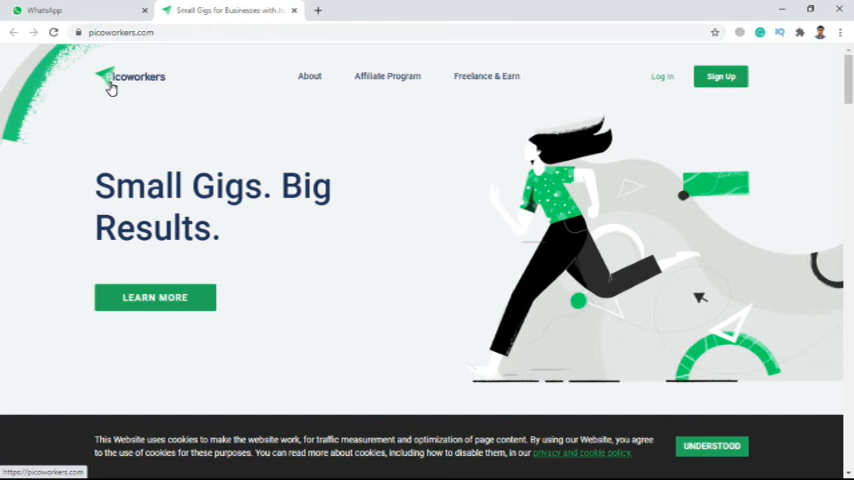 WhatsApp
Small Gigs for Businesses with Jo
picoworkers.com
Picoworkers
About
Affiliate Program
Freelance & Earn
Log In
Sign Up
Small Gigs. Big
Results.
LEARN MORE
This Website uses cookies to make the website work, for traffic measurement and optimization of page content. By using our Website, you agree
to the use of cookies for these purposes. You can read more about cookies, including how to disable them, in our privacy and cookie policy.
UNDERSTOOD
https://picoworkers.com